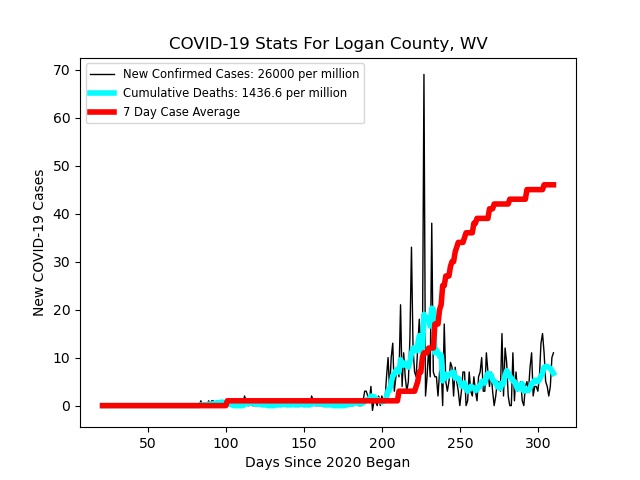 COVID-19 Stats For Logan County, WV
New Confirmed Cases: 26000 per million
Cumulative Deaths: 1436.6 per million
7 Day Case Average
70
60
50
40
30
20
10
0
New COVID-19 Cases
50 100 150 200 250 300
Days Since 2020 Began